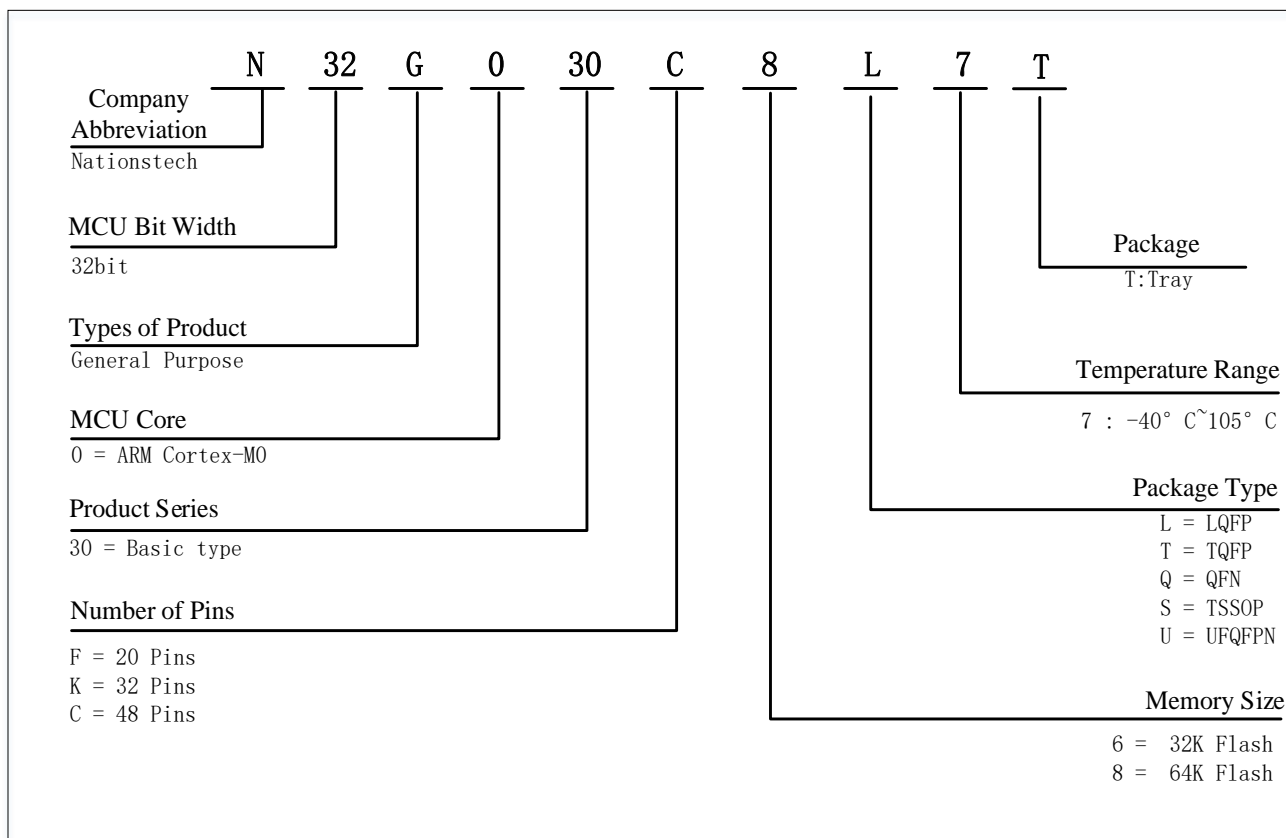 N 32 G 0 30 C 8 L 7 T
Company
Abbreviation
Nationstech
MCU Bit Width
32bit
Types of Product
General Purpose
MCU Core
0 = ARM Cortex-M0
Product Series
30 = Basic type
Number of Pins
F = 20 Pins
K = 32 Pins
C = 48 Pins
Package
T:Tray
Temperature Range
7 : -40° C~105° C
Package Type
L = LQFP
T = TQFP
Q = QFN
S = TSSOP
U = UFQFPN
Memory Size
6 = 32K Flash
8 = 64K Flash